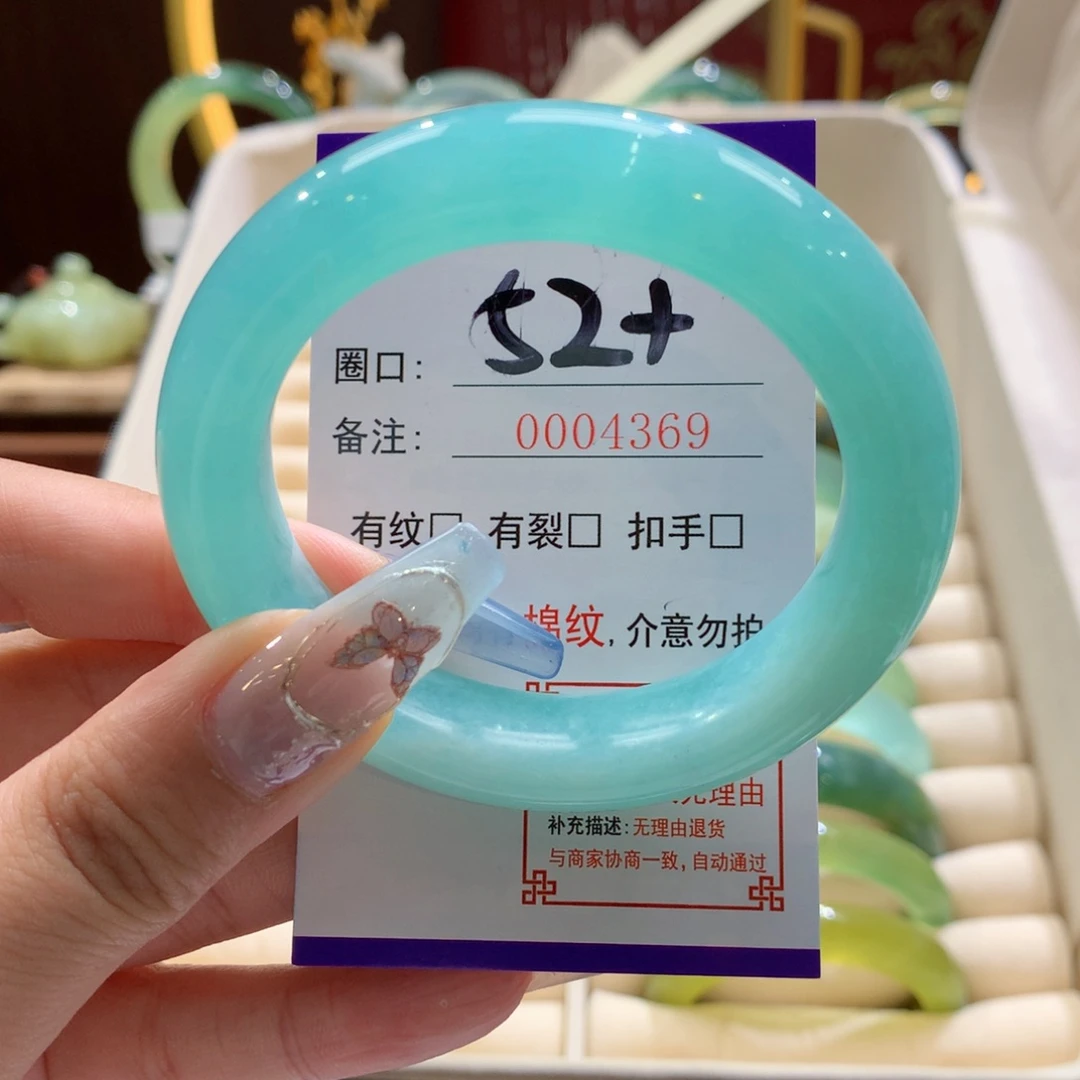 圈口: 52+
备注: 0004369
有纹□ 有裂□ 扣手□
棉纹, 介意勿拍
无理由
补充描述: 无理由退货
与商家协商一致, 自动通过